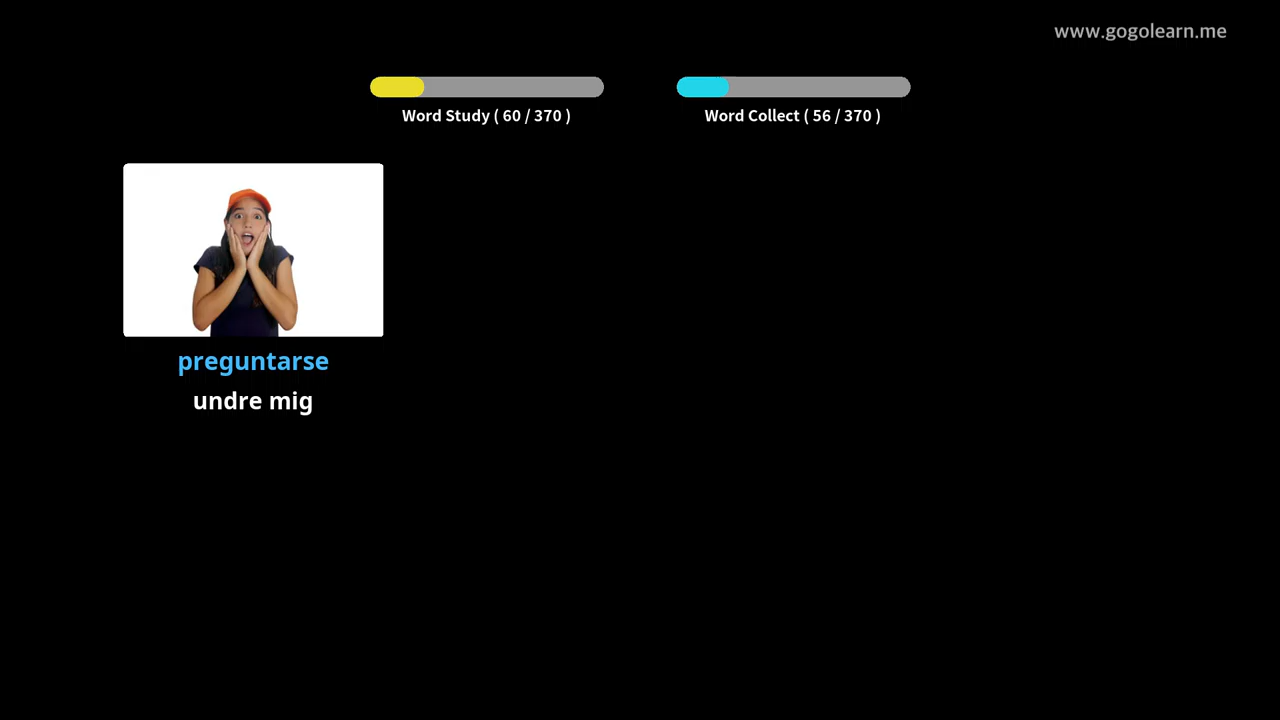 www.gogolearn.me
Word Study ( 60 / 370 )
Word Collect ( 56 / 370 )
preguntarse
undre mig